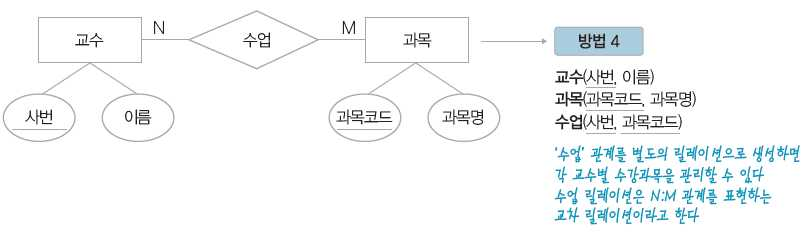 N
M
교수
수업
과목
사번
이름
과목코드
과목명
방법 4
교수(사번, 이름)
과목(과목코드, 과목명)
수업(사번, 과목코드)
'수업' 관계를 별도의 릴레이션으로 생성하면
각 교수별 수강과목을 관리할 수 있다
수업 릴레이션은 N:M 관계를 표현하는
교차 릴레이션이라고 한다